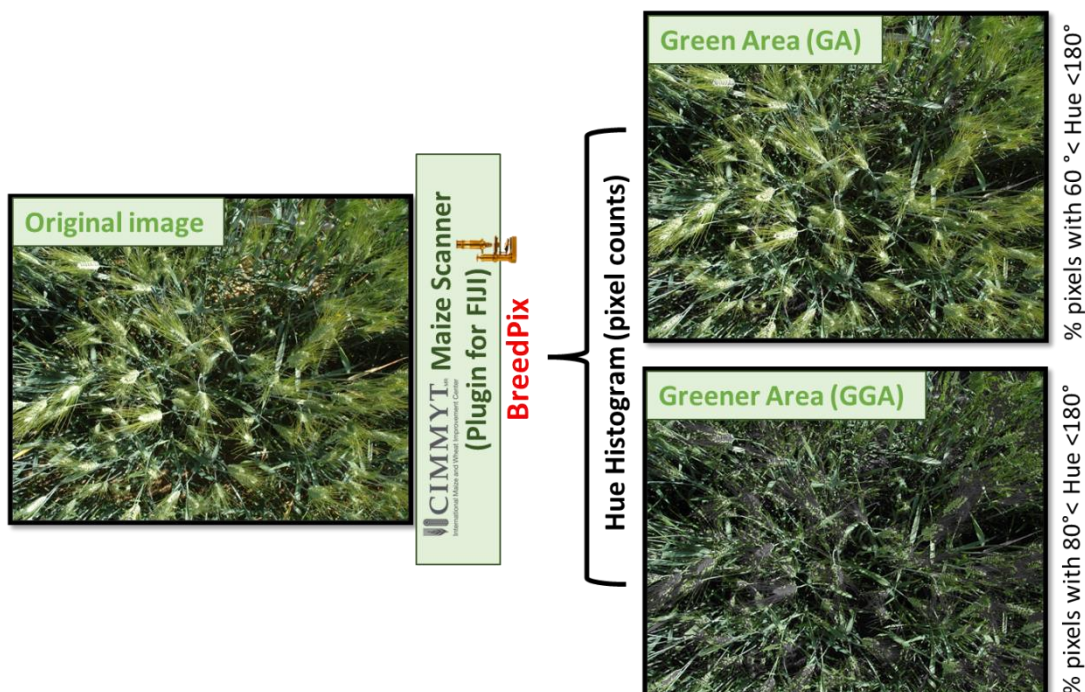 Original image
CIMMYT
International Maize and Wheat Improvement Center
Maize Scanner
(Plugin for FIJI)
BreedPix
Hue Histogram (pixel counts)
Green Area (GA)
% pixels with 60 °< Hue <180°
Greener Area (GGA)
% pixels with 80°< Hue <180°